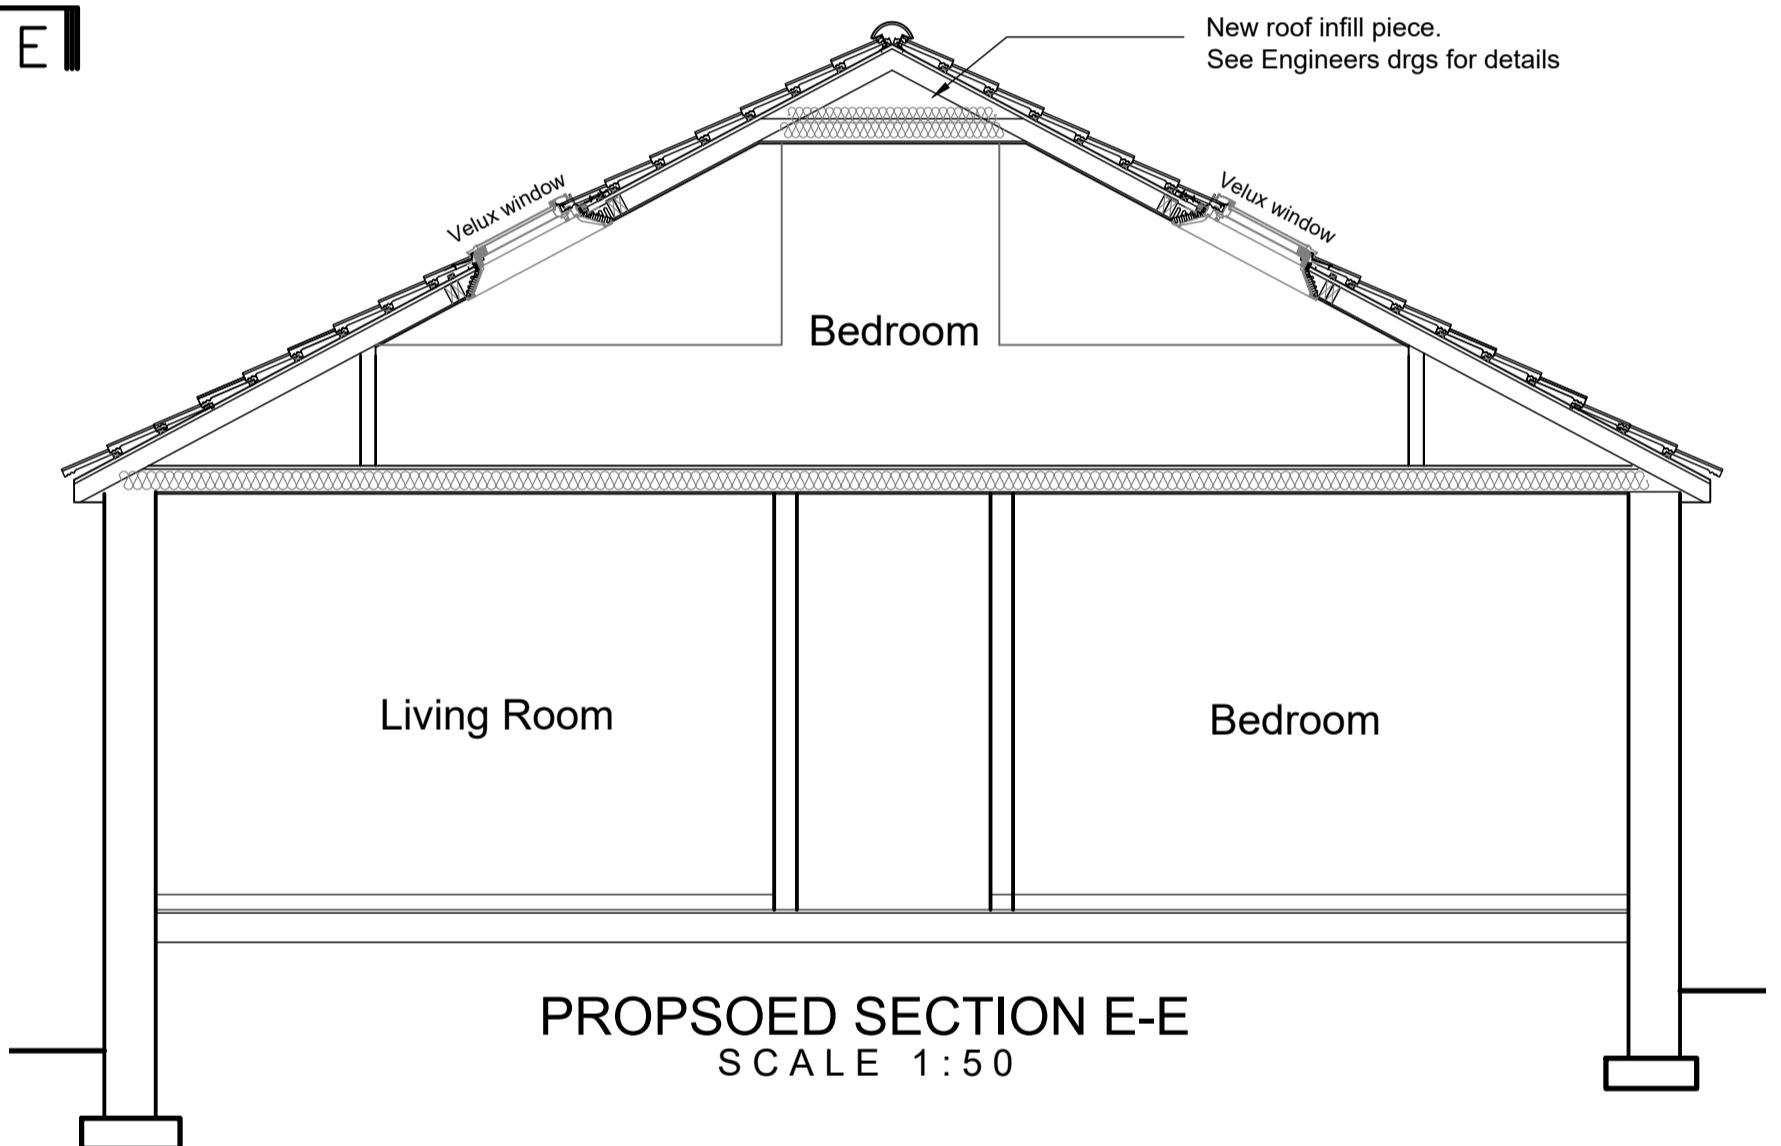 E
New roof infill piece.
See Engineers drgs for details
Velux window
Velux window
Bedroom
Living Room
Bedroom
PROPSOED SECTION E-E
SCALE 1:50